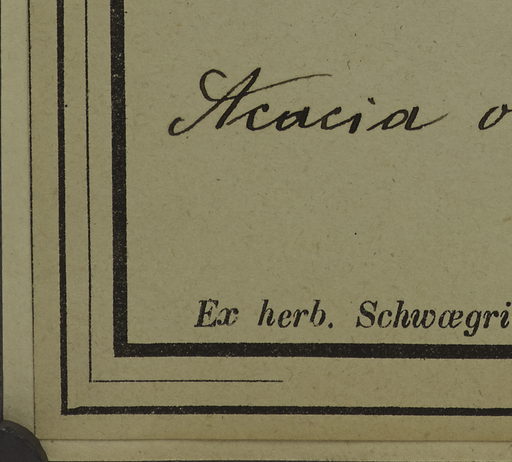 Acacia
Ex herb. Schwægri